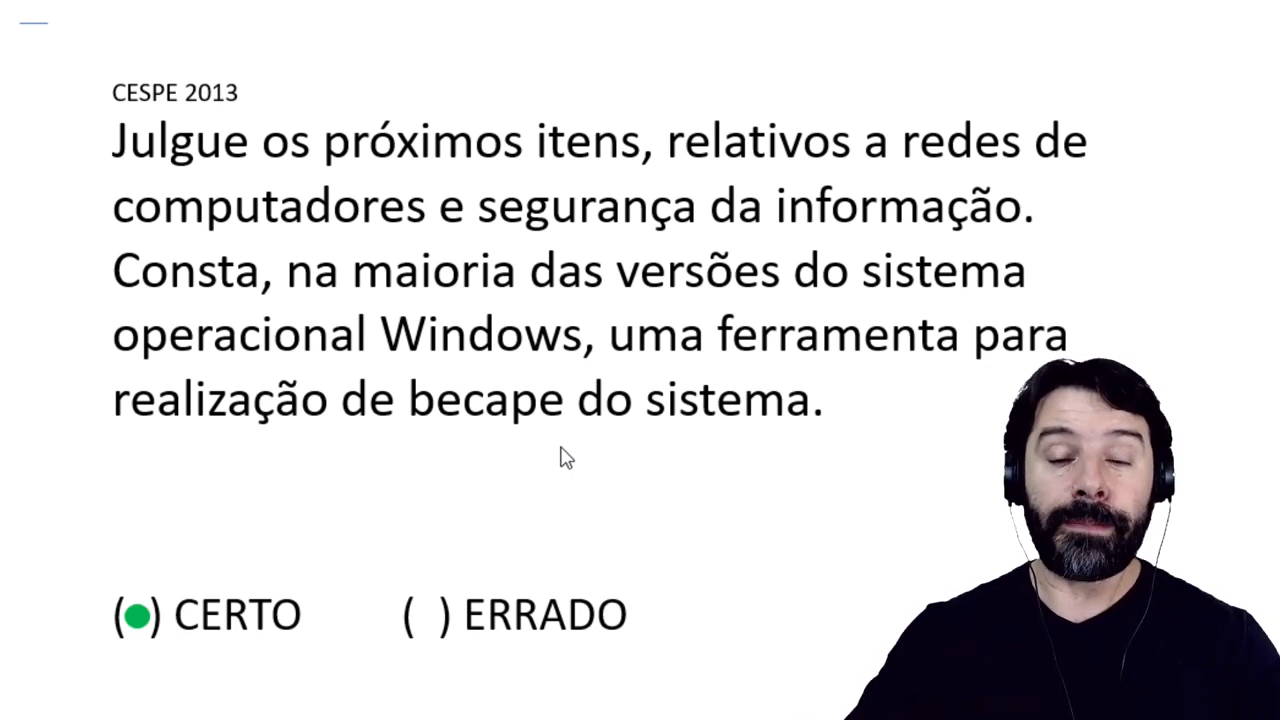 CESPE 2013
Julgue os próximos itens, relativos a redes de
computadores e segurança da informação.
Consta, na maioria das versões do sistema
operacional Windows, uma ferramenta para
realização de becape do sistema.
(●) CERTO ( ) ERRADO